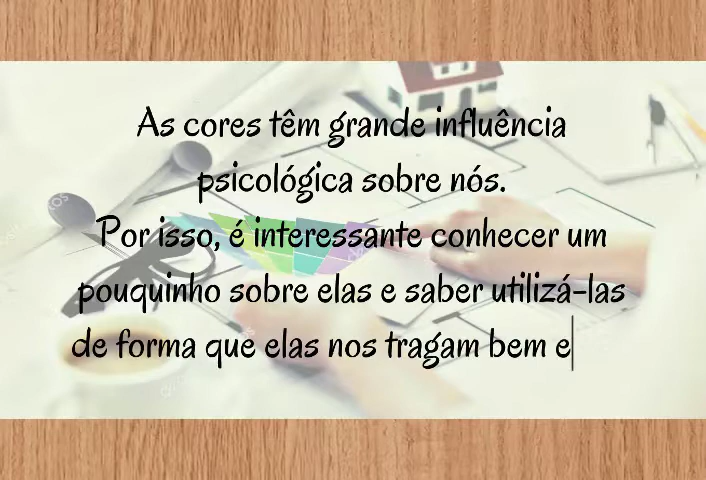 As cores têm grande influência
psicológica sobre nós.
Por isso, é interessante conhecer um
pouquinho sobre elas e saber utilizá-las
de forma que elas nos tragam bem e